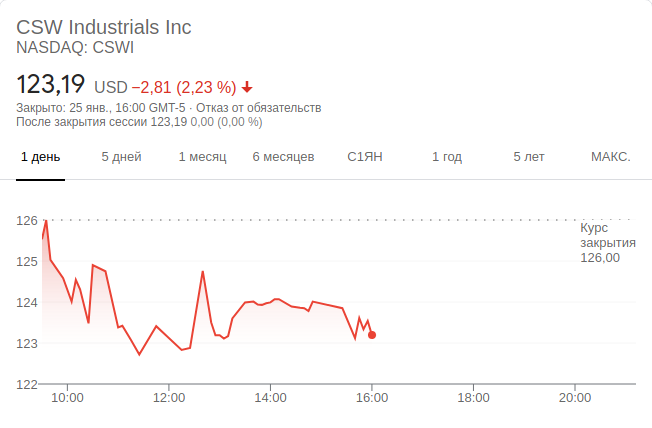 CSW Industrials Inc
NASDAQ: CSWI
123,19 USD −2,81 (2,23 %)
Закрыто: 25 янв., 16:00 GMT-5 · Отказ от обязательств
После закрытия сессии 123,19 0,00 (0,00 %)
1 день 5 дней 1 месяц 6 месяцев С1ЯН 1 год 5 лет МАКС.
126
Курс
закрытия
126,00
125
124
123
122
10:00 12:00 14:00 16:00 18:00 20:00